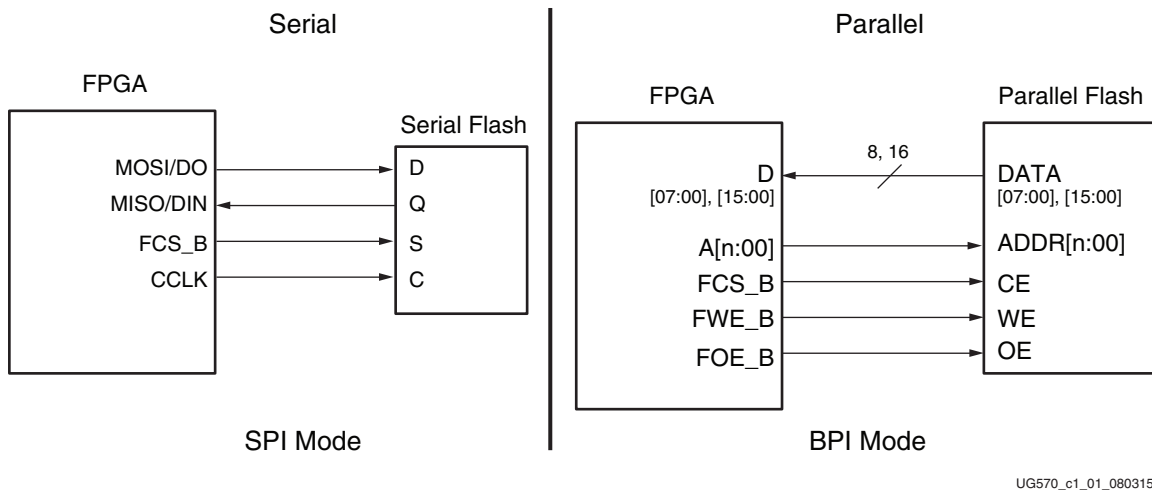 Serial
FPGA
Serial Flash
MOSI/DO
D
MISO/DIN
Q
FCS_B
S
CCLK
C
SPI Mode
Parallel
FPGA
Parallel Flash
8, 16
D
[07:00], [15:00]
DATA
[07:00], [15:00]
A[n:00]
ADDR[n:00]
FCS_B
CE
FWE_B
WE
FOE_B
OE
BPI Mode
UG570_c1_01_080315